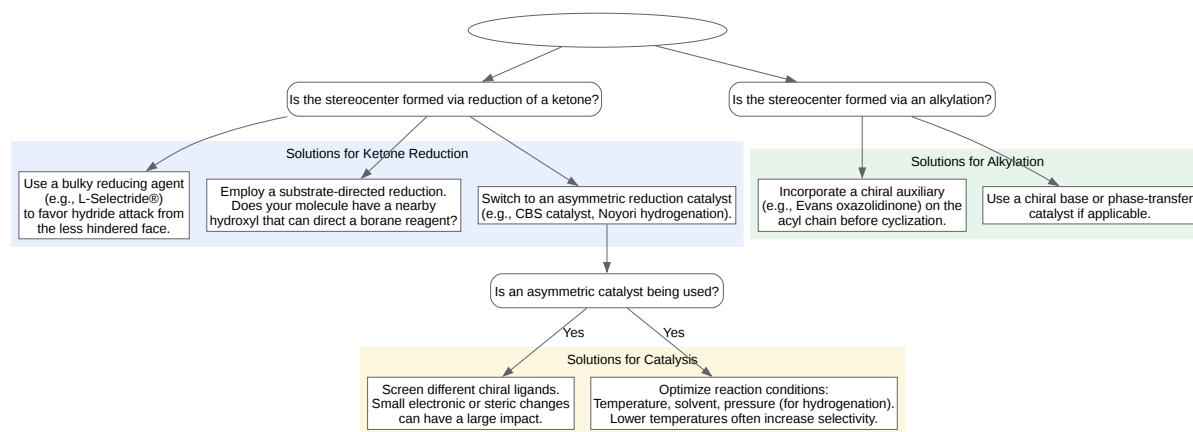 Is the stereocenter formed via reduction of a ketone?
Is the stereocenter formed via an alkylation?
Solutions for Ketone Reduction
Use a bulky reducing agent
(e.g., L-Selectride®)
to favor hydride attack from
the less hindered face.
Employ a substrate-directed reduction.
Does your molecule have a nearby
hydroxyl that can direct a borane reagent?
Switch to an asymmetric reduction catalyst
(e.g., CBS catalyst, Noyori hydrogenation).
Solutions for Alkylation
Incorporate a chiral auxiliary
(e.g., Evans oxazolidinone) on the
acyl chain before cyclization.
Use a chiral base or phase-transfer
catalyst if applicable.
Is an asymmetric catalyst being used?
Yes
Yes
Solutions for Catalysis
Screen different chiral ligands.
Small electronic or steric changes
can have a large impact.
Optimize reaction conditions:
Temperature, solvent, pressure (for hydrogenation).
Lower temperatures often increase selectivity.